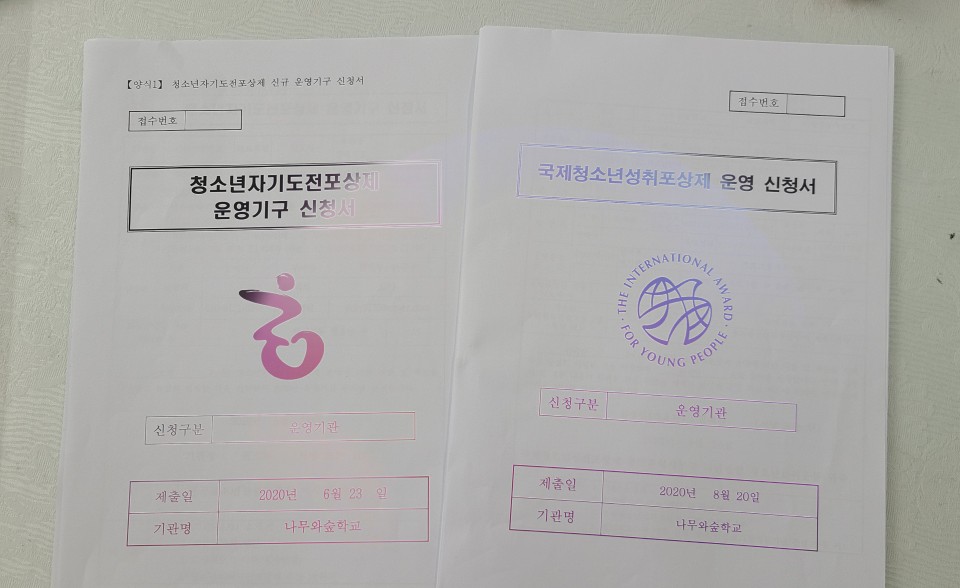 【양식1】 청소년자기도전포상제 신규 운영기구 신청서
접수번호
청소년자기도전포상제
운영기구 신청서
신청구분 운영기관
제출일 2020년 6월 23 일
기관명 나무와숲학교
접수번호
국제청소년성취포상제 운영 신청서
· THE INTERNATIONAL AWARD ·
FOR YOUNG PEOPLE
신청구분 운영기관
제출일 2020년 8월 20일
기관명 나무와숲학교